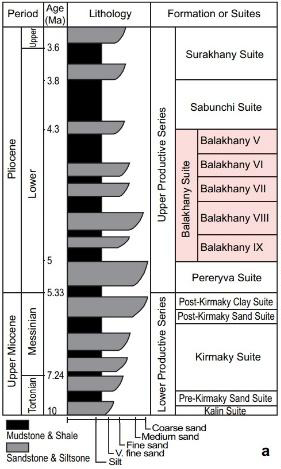 Period
Age
(Ma)
Lithology
Formation or Suites
Upper
3.6
3.8
4.3
5
5.33
7.24
10
Pliocene
Lower
Upper Miocene
Messinian
Tortonian
Upper Productive Series
Lower Productive Series
Surakhany Suite
Sabunchi Suite
Balakhany Suite
Balakhany V
Balakhany VI
Balakhany VII
Balakhany VIII
Balakhany IX
Pereryva Suite
Post-Kirmaky Clay Suite
Post-Kirmaky Sand Suite
Kirmaky Suite
Pre-Kirmaky Sand Suite
Kalin Suite
Mudstone & Shale
Sandstone & Siltsone
Coarse sand
Medium sand
Fine sand
V. fine sand
Silt
a